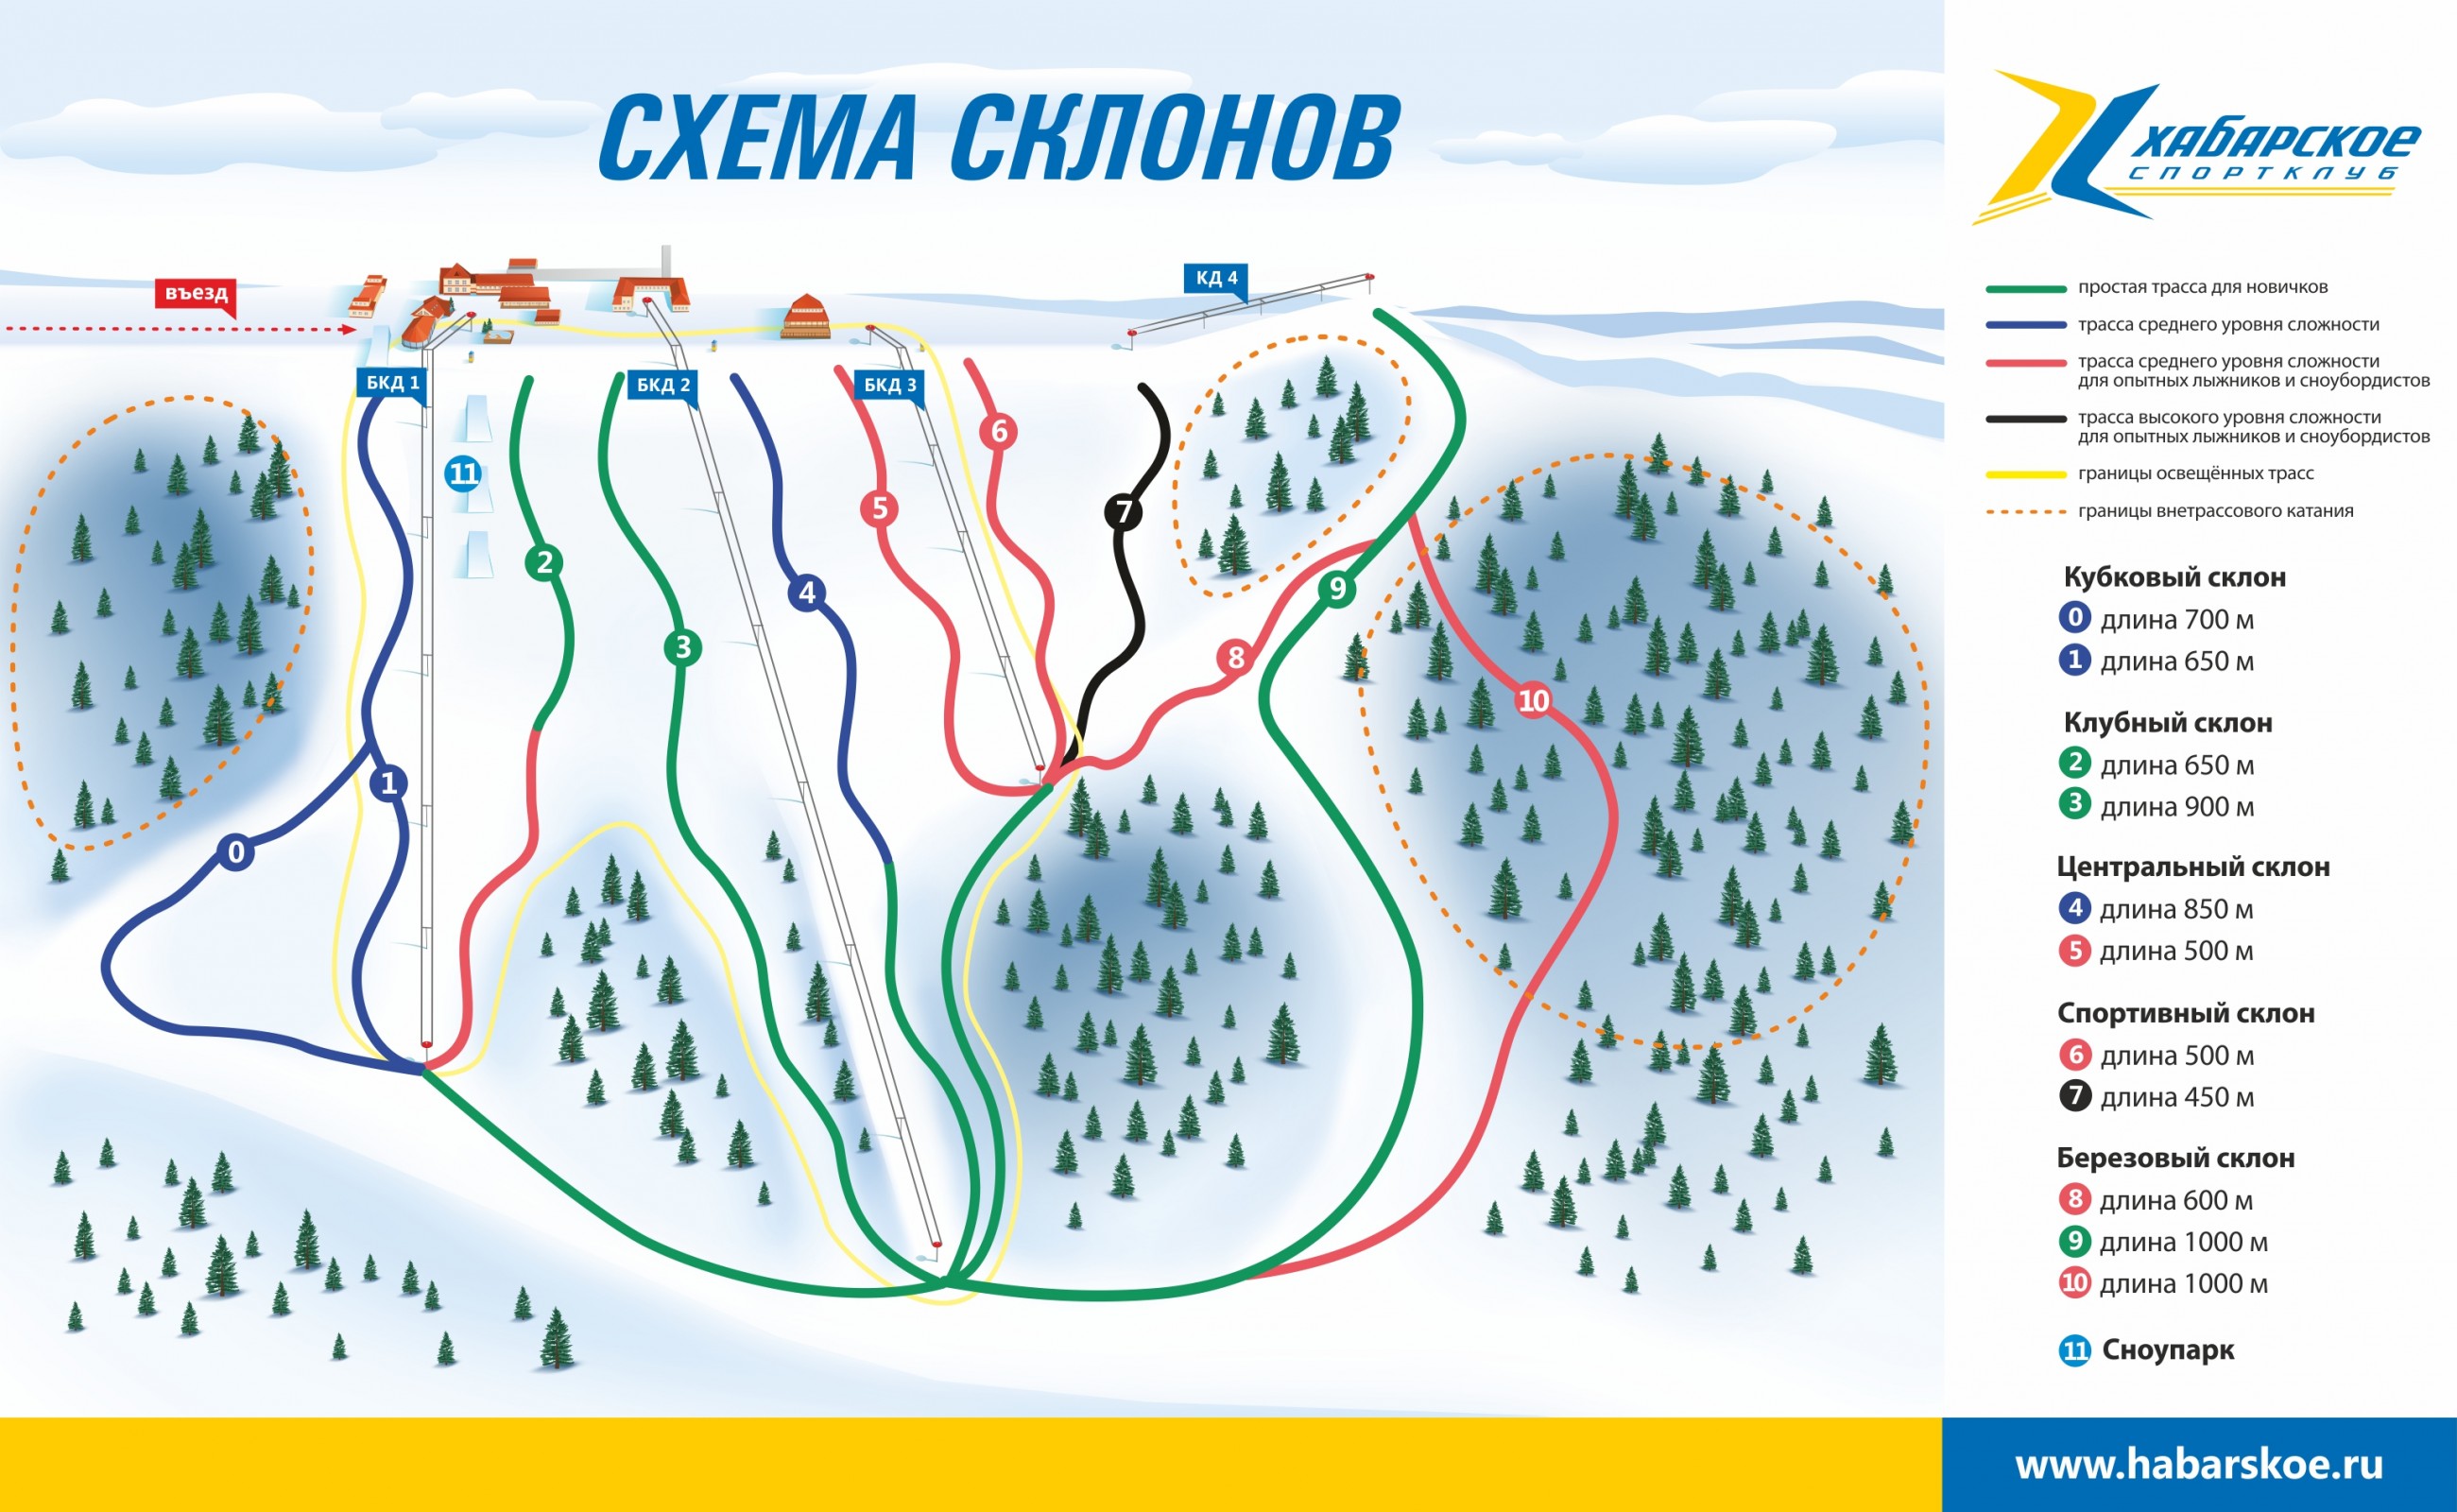 СХЕМА СКЛОНОВ
въезд
КД 4
БКД 1
БКД 2
БКД 3
6
11
5
7
2
9
4
3
8
10
1
0
ХАБАРСКОЕ
СПОРТКЛУБ
простая трасса для новичков
трасса среднего уровня сложности
трасса среднего уровня сложности
для опытных лыжников и сноубордистов
трасса высокого уровня сложности
для опытных лыжников и сноубордистов
границы освещённых трасс
границы внетрассового катания
Кубковый склон
0 длина 700 м
1 длина 650 м
Клубный склон
2 длина 650 м
3 длина 900 м
Центральный склон
4 длина 850 м
5 длина 500 м
Спортивный склон
6 длина 500 м
7 длина 450 м
Березовый склон
8 длина 600 м
9 длина 1000 м
10 длина 1000 м
11 Сноупарк
www.habarskoe.ru